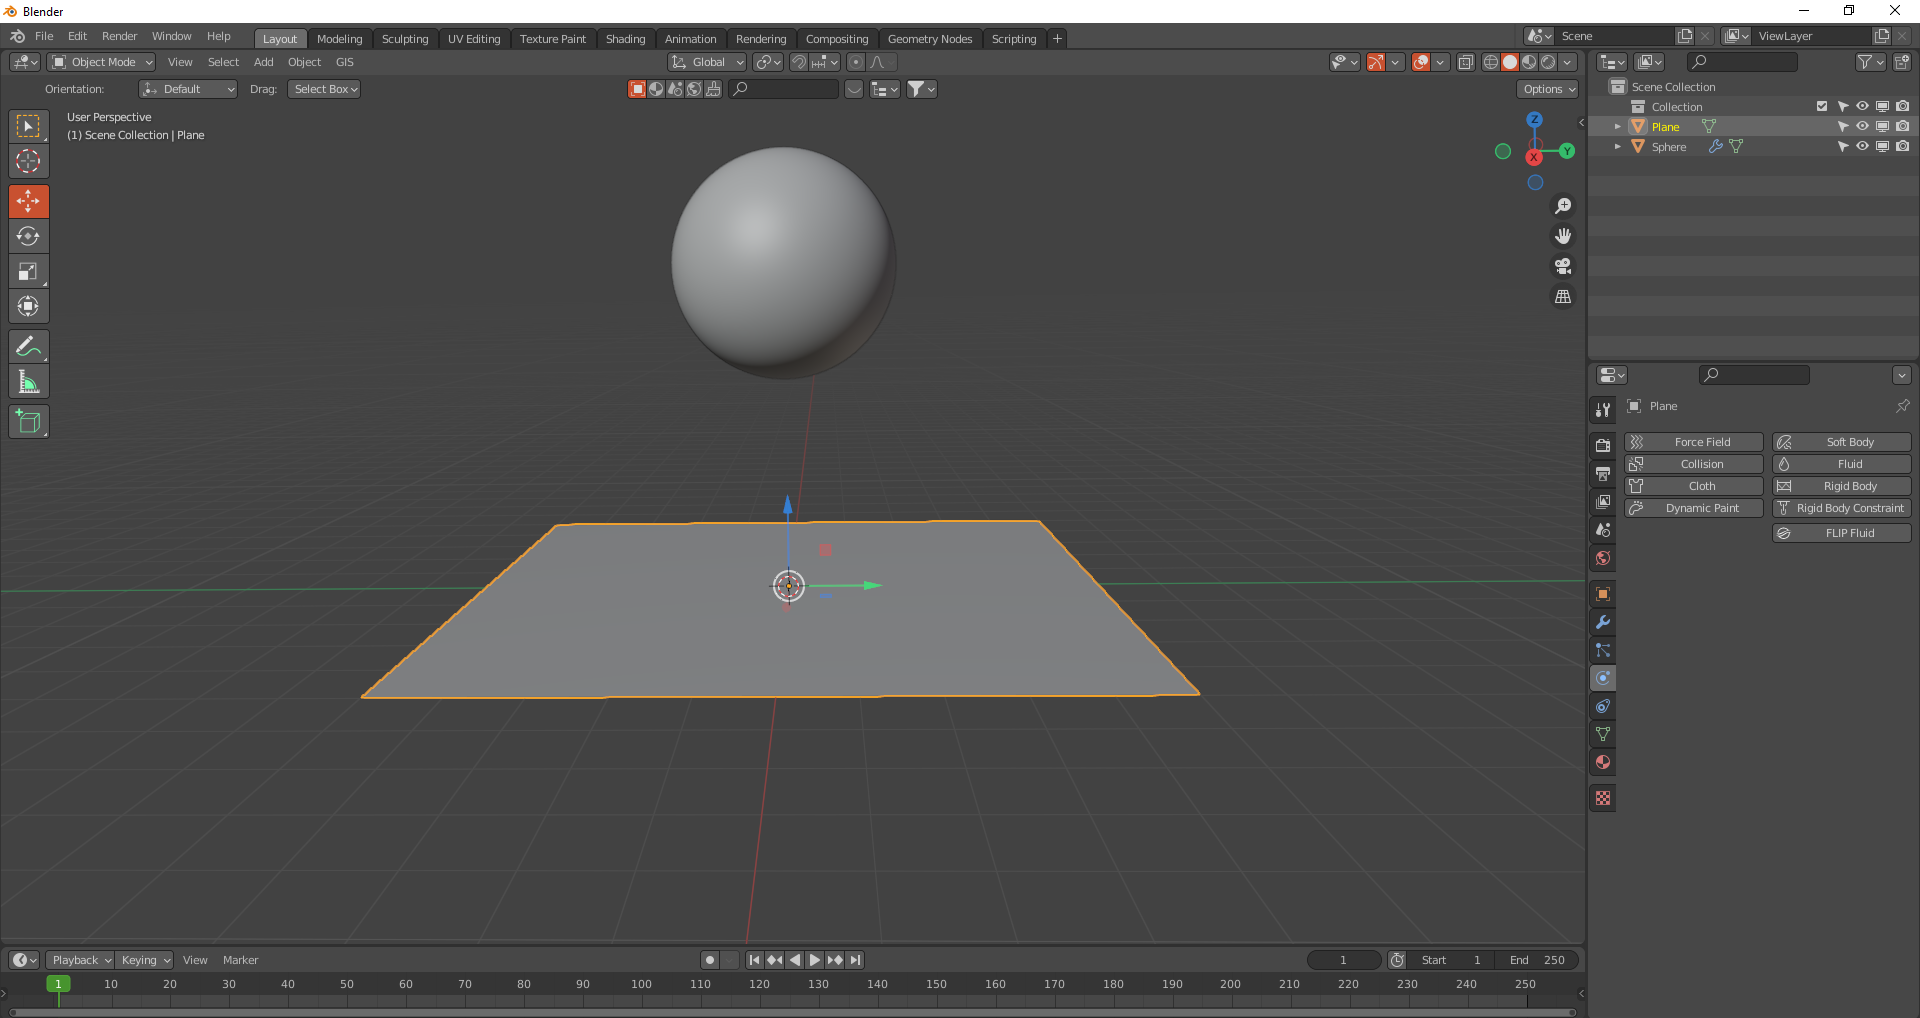 Blender
File Edit Render Window Help Layout Modeling Sculpting UV Editing Texture Paint Shading Animation Rendering Compositing Geometry Nodes Scripting + Scene ViewLayer
Object Mode View Select Add Object GIS Global
Orientation: Default Drag: Select Box Options
User Perspective
(1) Scene Collection | Plane
Z
Y
X
Scene Collection
Collection
Plane
Sphere
Plane
Force Field Soft Body
Collision Fluid
Cloth Rigid Body
Dynamic Paint Rigid Body Constraint
FLIP Fluid
Playback Keying View Marker 1 Start 1 End 250
1 10 20 30 40 50 60 70 80 90 100 110 120 130 140 150 160 170 180 190 200 210 220 230 240 250